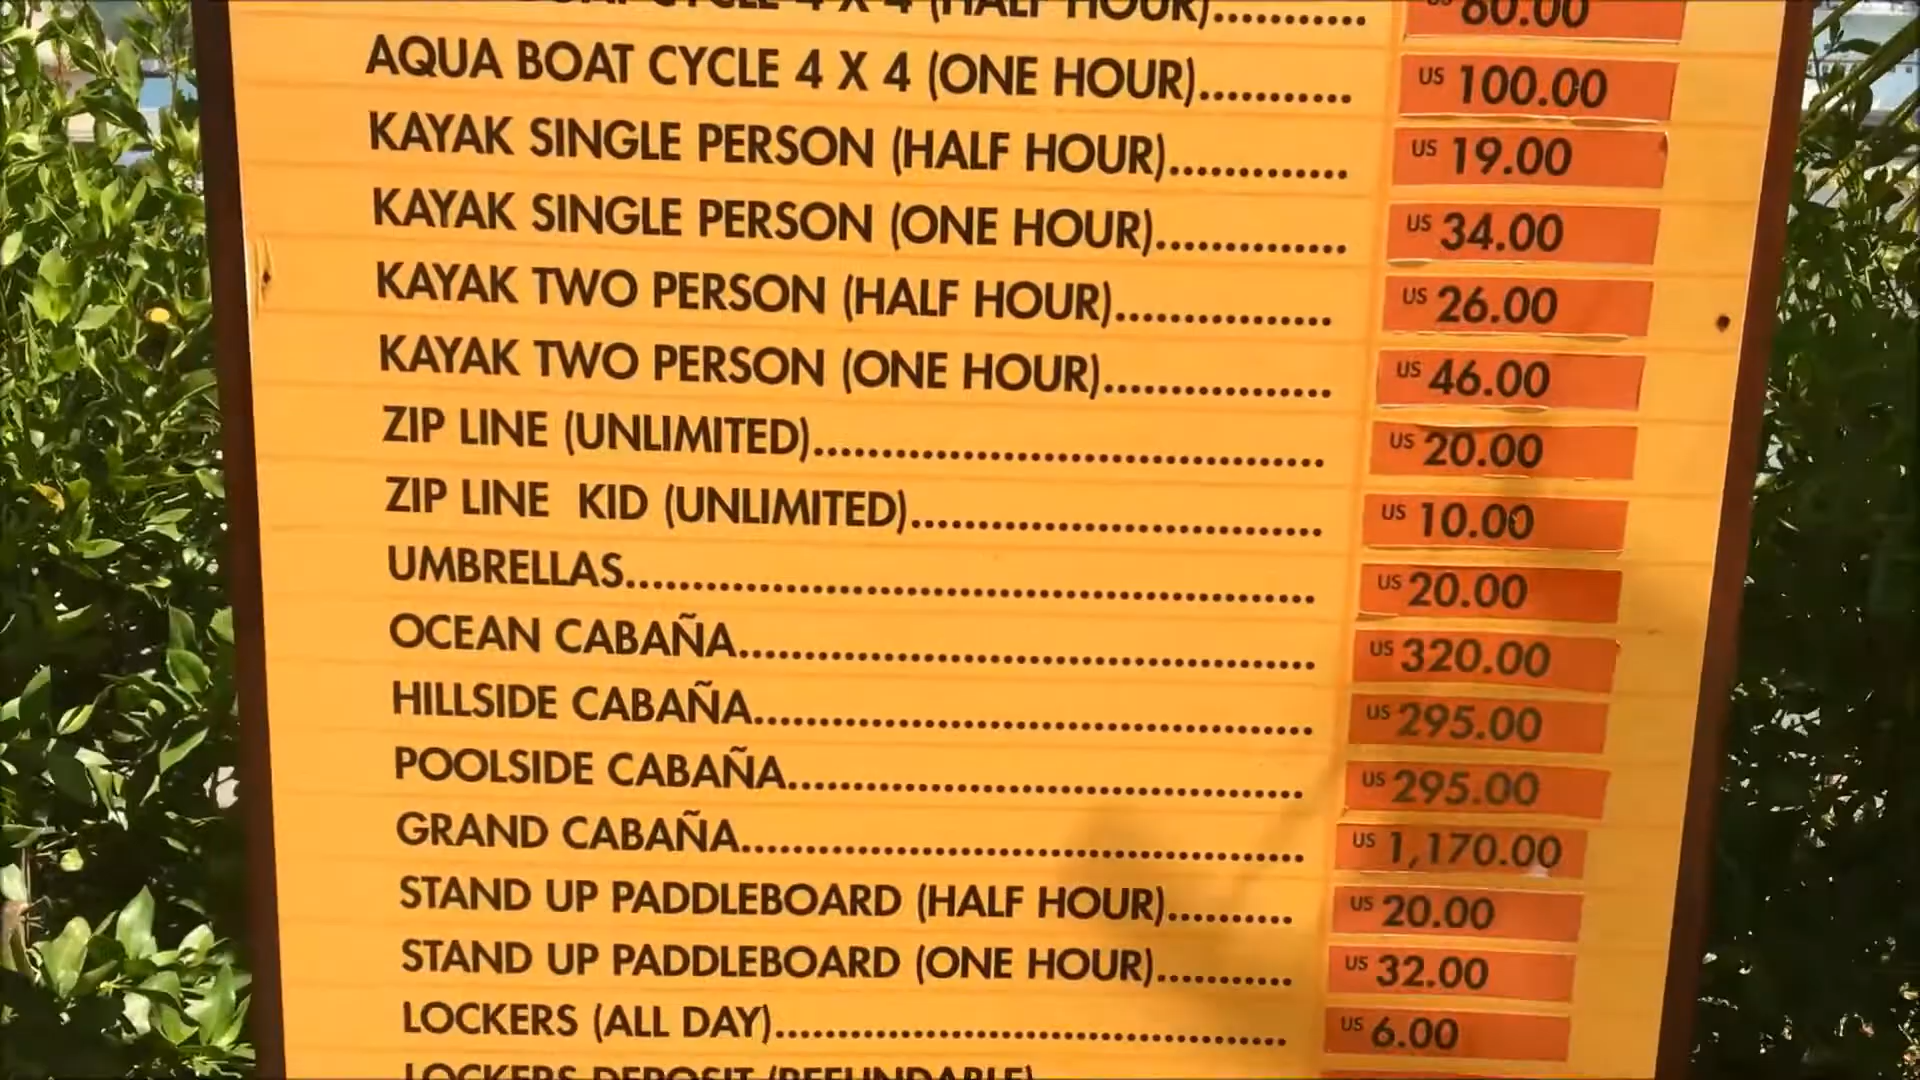 BOAT CYCLE 4 X 4 (HALF HOUR)........... US 60.00
AQUA BOAT CYCLE 4 X 4 (ONE HOUR)........... US 100.00
KAYAK SINGLE PERSON (HALF HOUR)............. US 19.00
KAYAK SINGLE PERSON (ONE HOUR).............. US 34.00
KAYAK TWO PERSON (HALF HOUR)................ US 26.00
KAYAK TWO PERSON (ONE HOUR)................. US 46.00
ZIP LINE (UNLIMITED)...................................... US 20.00
ZIP LINE KID (UNLIMITED).............................. US 10.00
UMBRELLAS.................................................... US 20.00
OCEAN CABAÑA............................................ US 320.00
HILLSIDE CABAÑA.......................................... US 295.00
POOLSIDE CABAÑA....................................... US 295.00
GRAND CABAÑA........................................... US 1,170.00
STAND UP PADDLEBOARD (HALF HOUR).......... US 20.00
STAND UP PADDLEBOARD (ONE HOUR)........... US 32.00
LOCKERS (ALL DAY)....................................... US 6.00
LOCKERS DEPOSIT (REFUNDABLE)